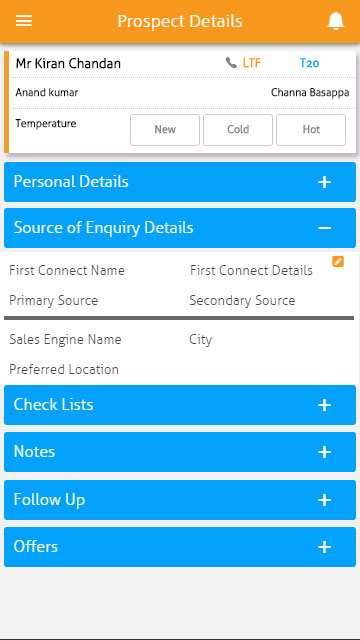 Prospect Details
Mr Kiran Chandan LTF T20
Anand kumar Channa Basappa
Temperature New Cold Hot
Personal Details
Source of Enquiry Details
First Connect Name First Connect Details
Primary Source Secondary Source
Sales Engine Name City
Preferred Location
Check Lists
Notes
Follow Up
Offers